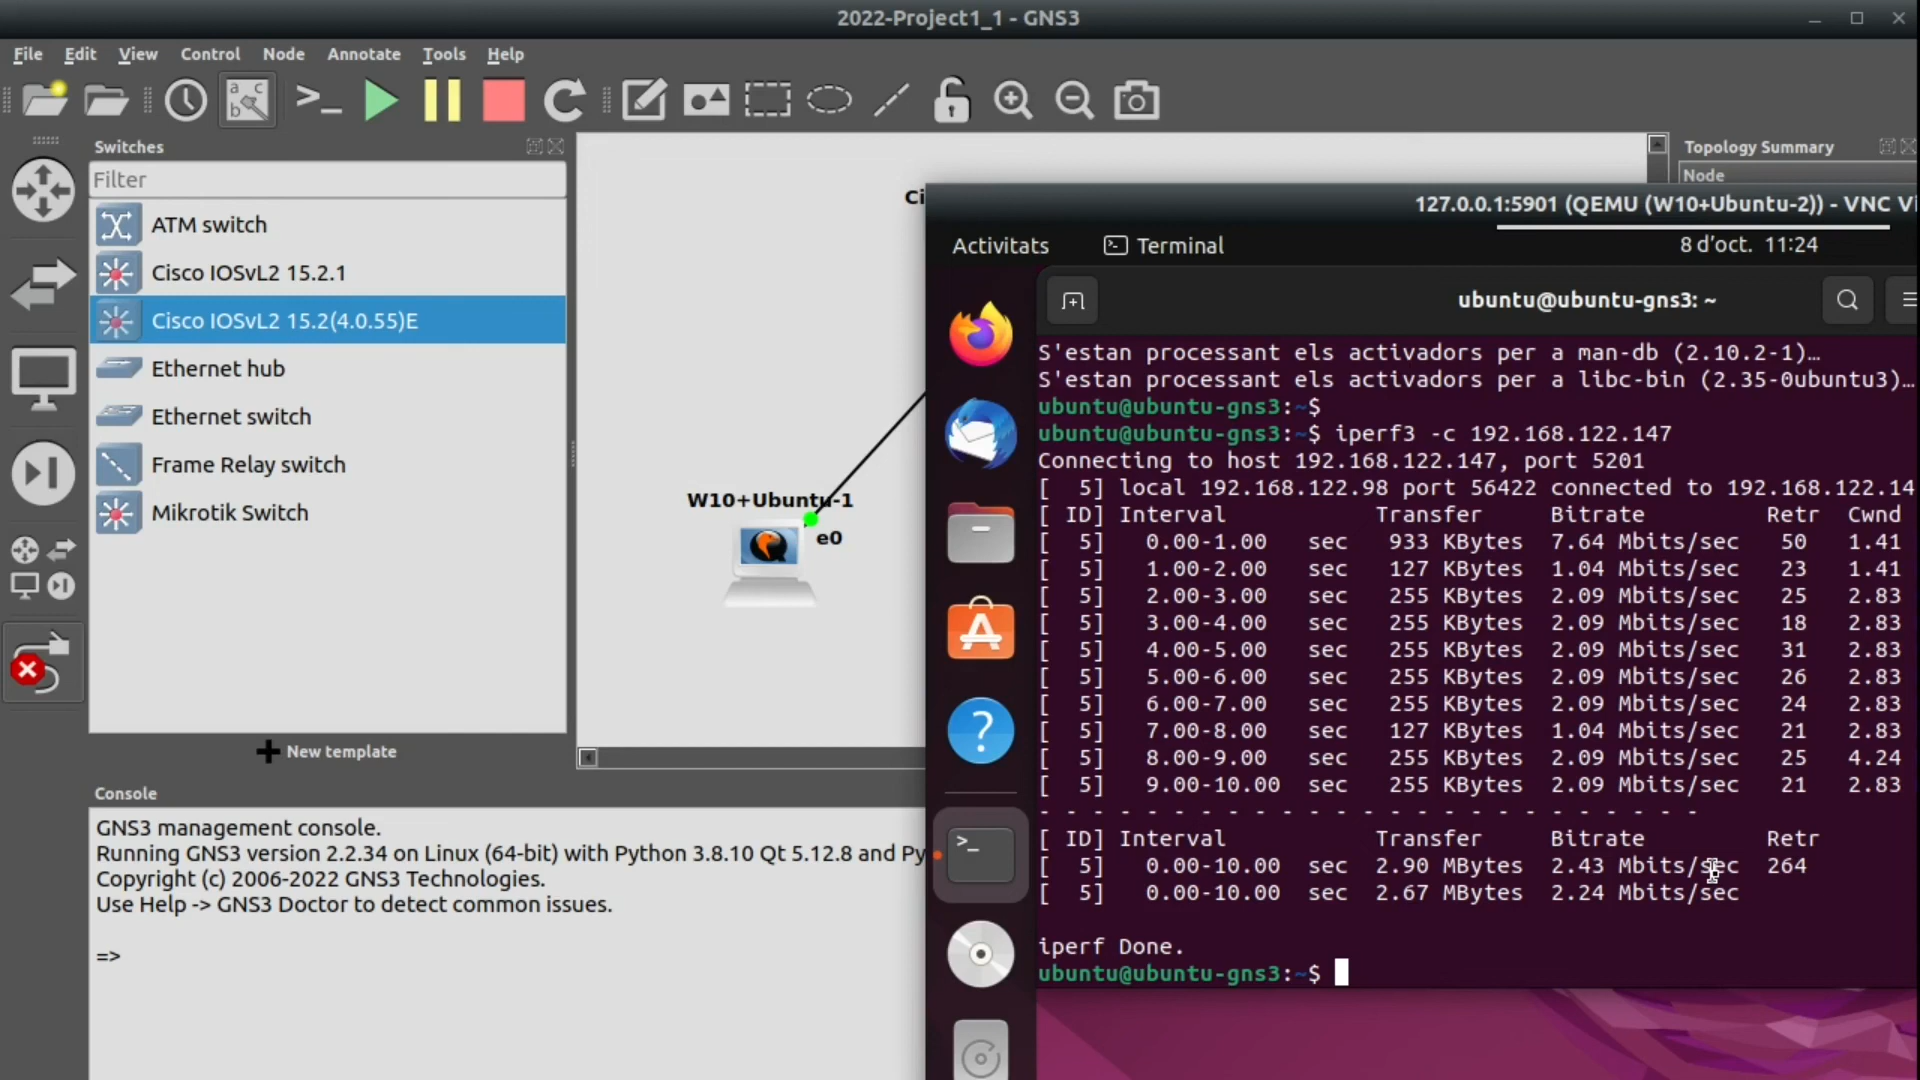 2022-Project1_1 - GNS3
File Edit View Control Node Annotate Tools Help
Switches
Filter
ATM switch
Cisco IOSvL2 15.2.1
Cisco IOSvL2 15.2(4.0.55)E
Ethernet hub
Ethernet switch
Frame Relay switch
Mikrotik Switch
New template
Ci
W10+Ubuntu-1
e0
Topology Summary
Node
Console
GNS3 management console.
Running GNS3 version 2.2.34 on Linux (64-bit) with Python 3.8.10 Qt 5.12.8 and Py
Copyright (c) 2006-2022 GNS3 Technologies.
Use Help -> GNS3 Doctor to detect common issues.
=>
127.0.0.1:5901 (QEMU (W10+Ubuntu-2)) - VNC Vi
Activitats Terminal 8 d’oct. 11:24
ubuntu@ubuntu-gns3: ~
S'estan processant els activadors per a man-db (2.10.2-1)…
S'estan processant els activadors per a libc-bin (2.35-0ubuntu3)…
ubuntu@ubuntu-gns3:~$
ubuntu@ubuntu-gns3:~$ iperf3 -c 192.168.122.147
Connecting to host 192.168.122.147, port 5201
[  5] local 192.168.122.98 port 56422 connected to 192.168.122.14
[ ID] Interval           Transfer     Bitrate         Retr  Cwnd
[  5]   0.00-1.00   sec   933 KBytes  7.64 Mbits/sec   50   1.41
[  5]   1.00-2.00   sec   127 KBytes  1.04 Mbits/sec   23   1.41
[  5]   2.00-3.00   sec   255 KBytes  2.09 Mbits/sec   25   2.83
[  5]   3.00-4.00   sec   255 KBytes  2.09 Mbits/sec   18   2.83
[  5]   4.00-5.00   sec   255 KBytes  2.09 Mbits/sec   31   2.83
[  5]   5.00-6.00   sec   255 KBytes  2.09 Mbits/sec   26   2.83
[  5]   6.00-7.00   sec   255 KBytes  2.09 Mbits/sec   24   2.83
[  5]   7.00-8.00   sec   127 KBytes  1.04 Mbits/sec   21   2.83
[  5]   8.00-9.00   sec   255 KBytes  2.09 Mbits/sec   25   4.24
[  5]   9.00-10.00  sec   255 KBytes  2.09 Mbits/sec   21   2.83
- - - - - - - - - - - - - - - - - - - - - - - - -
[ ID] Interval           Transfer     Bitrate         Retr
[  5]   0.00-10.00  sec  2.90 MBytes  2.43 Mbits/sec  264
[  5]   0.00-10.00  sec  2.67 MBytes  2.24 Mbits/sec
iperf Done.
ubuntu@ubuntu-gns3:~$